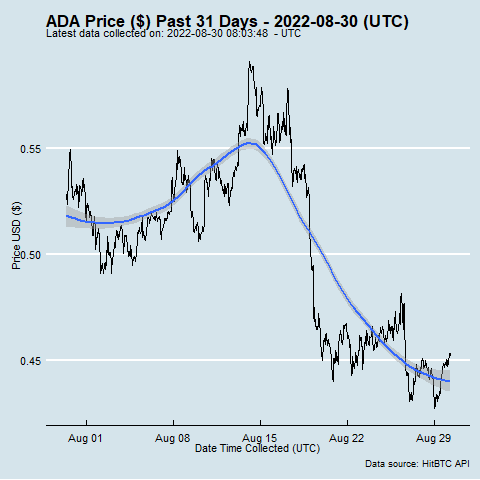 ADA Price ($) Past 31 Days - 2022-08-30 (UTC)
Latest data collected on: 2022-08-30 08:03:48 - UTC
Price USD ($)
0.55
0.50
0.45
Aug 01 Aug 08 Aug 15 Aug 22 Aug 29
Date Time Collected (UTC)
Data source: HitBTC API